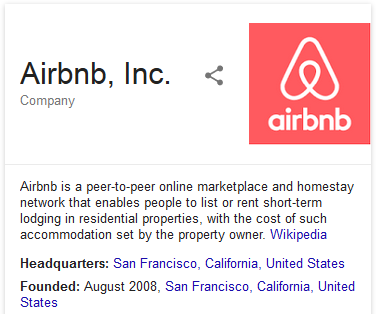 Airbnb, Inc.
Company
airbnb
Airbnb is a peer-to-peer online marketplace and homestay
network that enables people to list or rent short-term
lodging in residential properties, with the cost of such
accommodation set by the property owner. Wikipedia
Headquarters: San Francisco, California, United States
Founded: August 2008, San Francisco, California, United
States